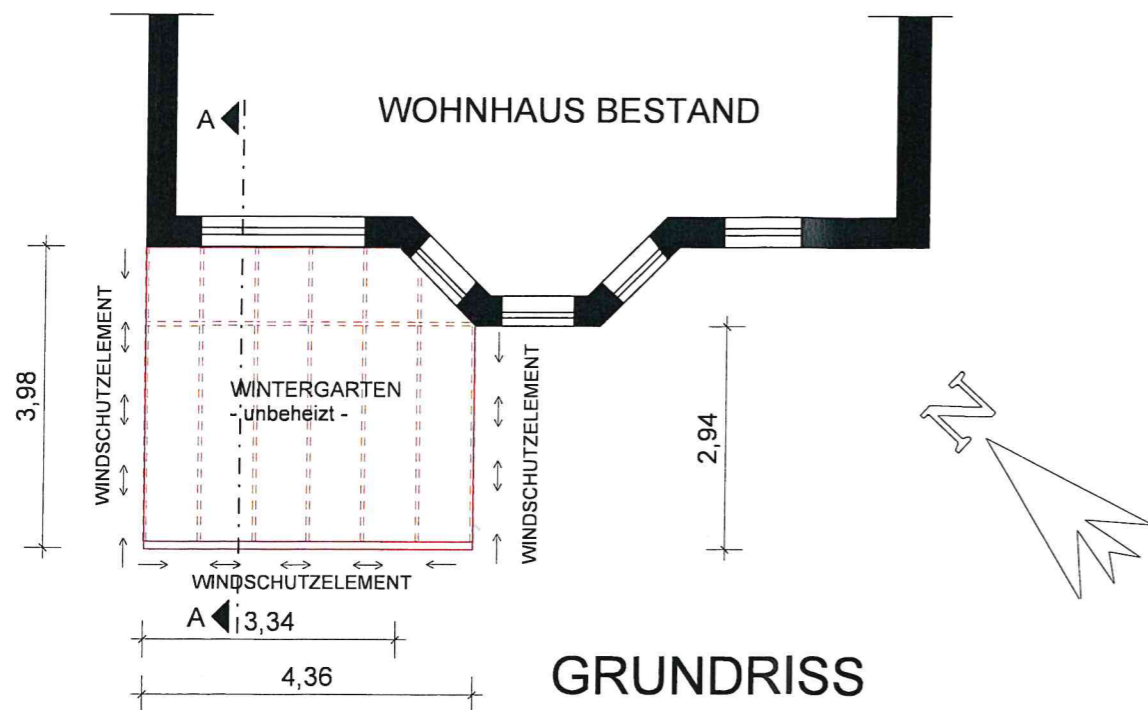 WOHNHAUS BESTAND
A
WINDSCHUTZELEMENT
3,98
WINTERGARTEN
- unbeheizt -
WINDSCHUTZELEMENT
2,94
N
WINDSCHUTZELEMENT
A
3,34
4,36
GRUNDRISS